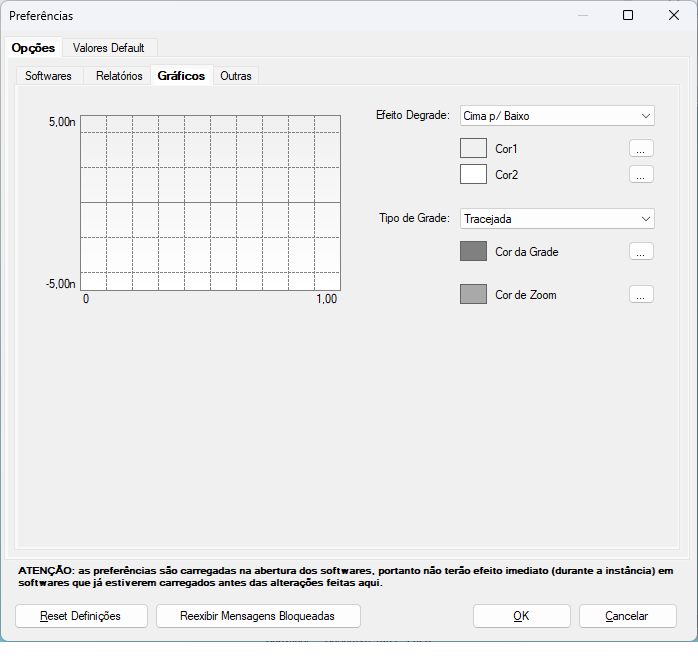 Preferências
Opções Valores Default
Softwares Relatórios Gráficos Outras
5,00n
-5,00n
0 1,00
Efeito Degrade: Cima p/ Baixo
Cor1 ...
Cor2 ...
Tipo de Grade: Tracejada
Cor da Grade ...
Cor de Zoom ...
ATENÇÃO: as preferências são carregadas na abertura dos softwares, portanto não terão efeito imediato (durante a instância) em
softwares que já estiverem carregados antes das alterações feitas aqui.
Reset Definições Reexibir Mensagens Bloqueadas OK Cancelar